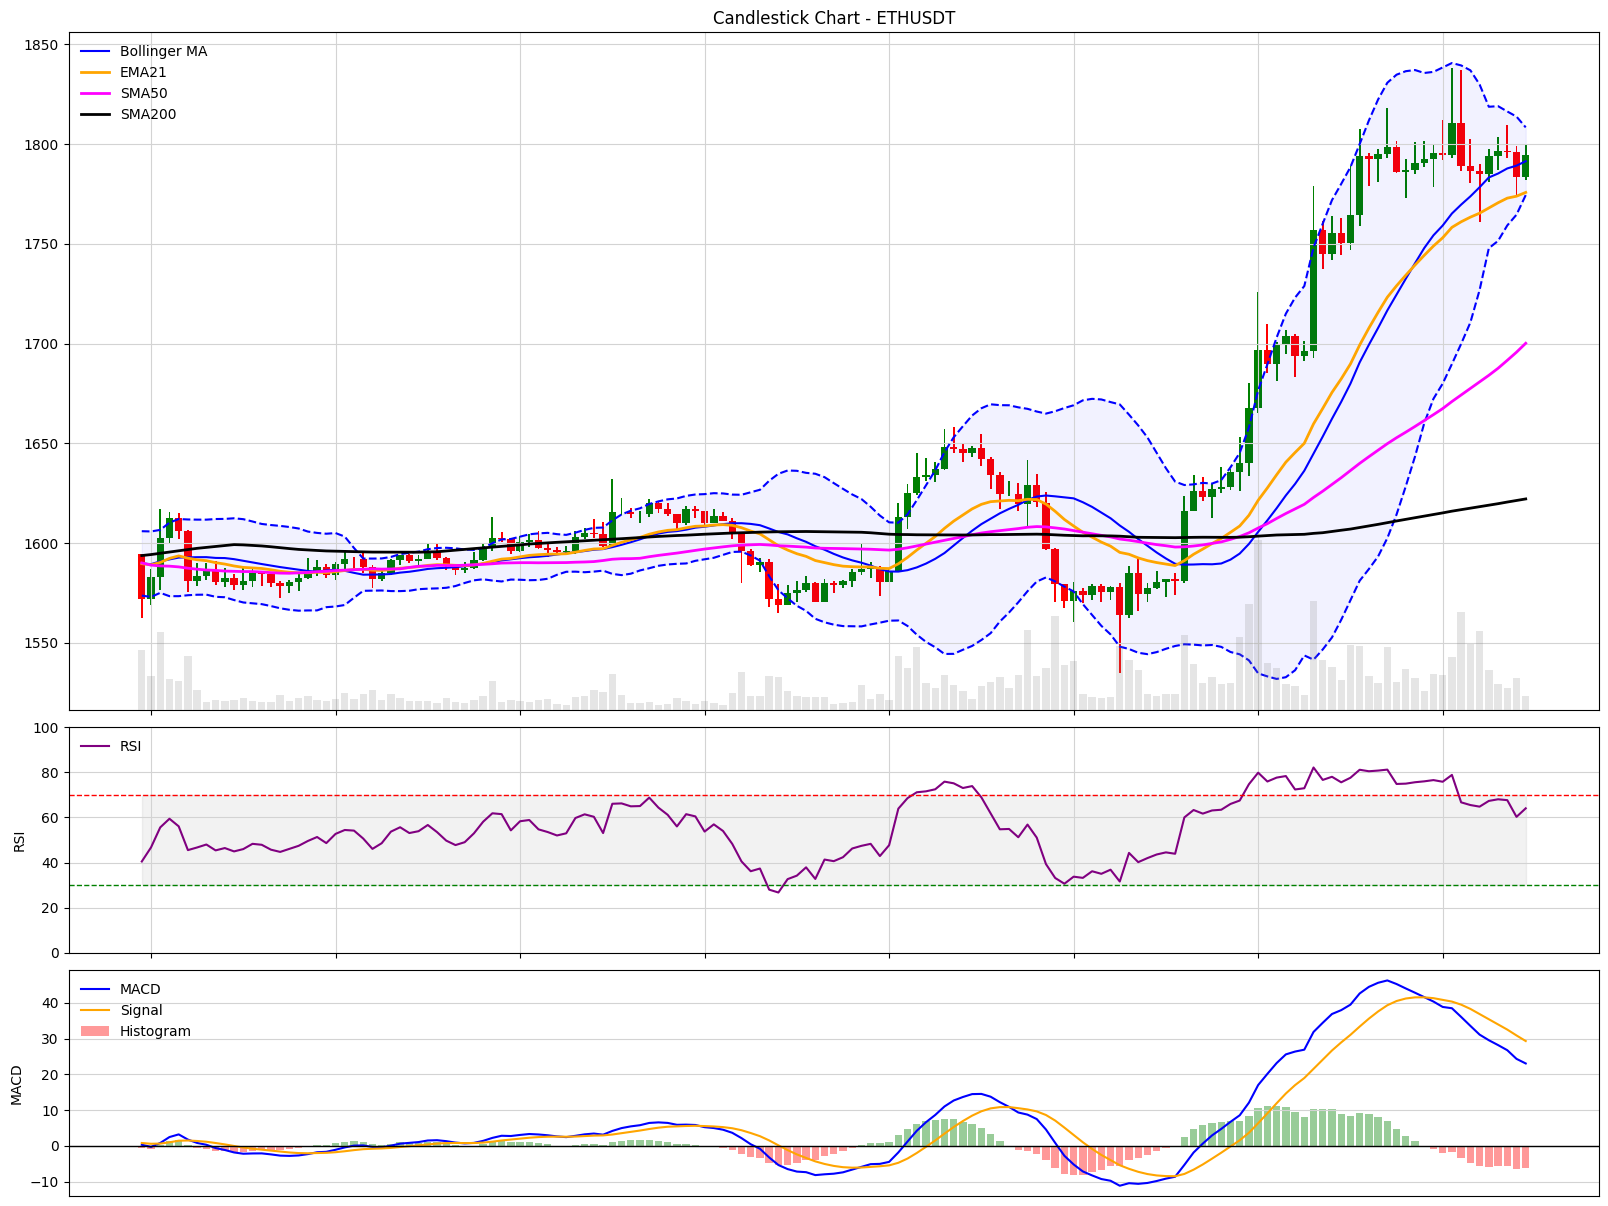 Candlestick Chart - ETHUSDT
1850
1800
1750
1700
1650
1600
1550
Bollinger MA
EMA21
SMA50
SMA200
100
80
60
40
20
0
RSI
RSI
40
30
20
10
0
−10
MACD
MACD
Signal
Histogram